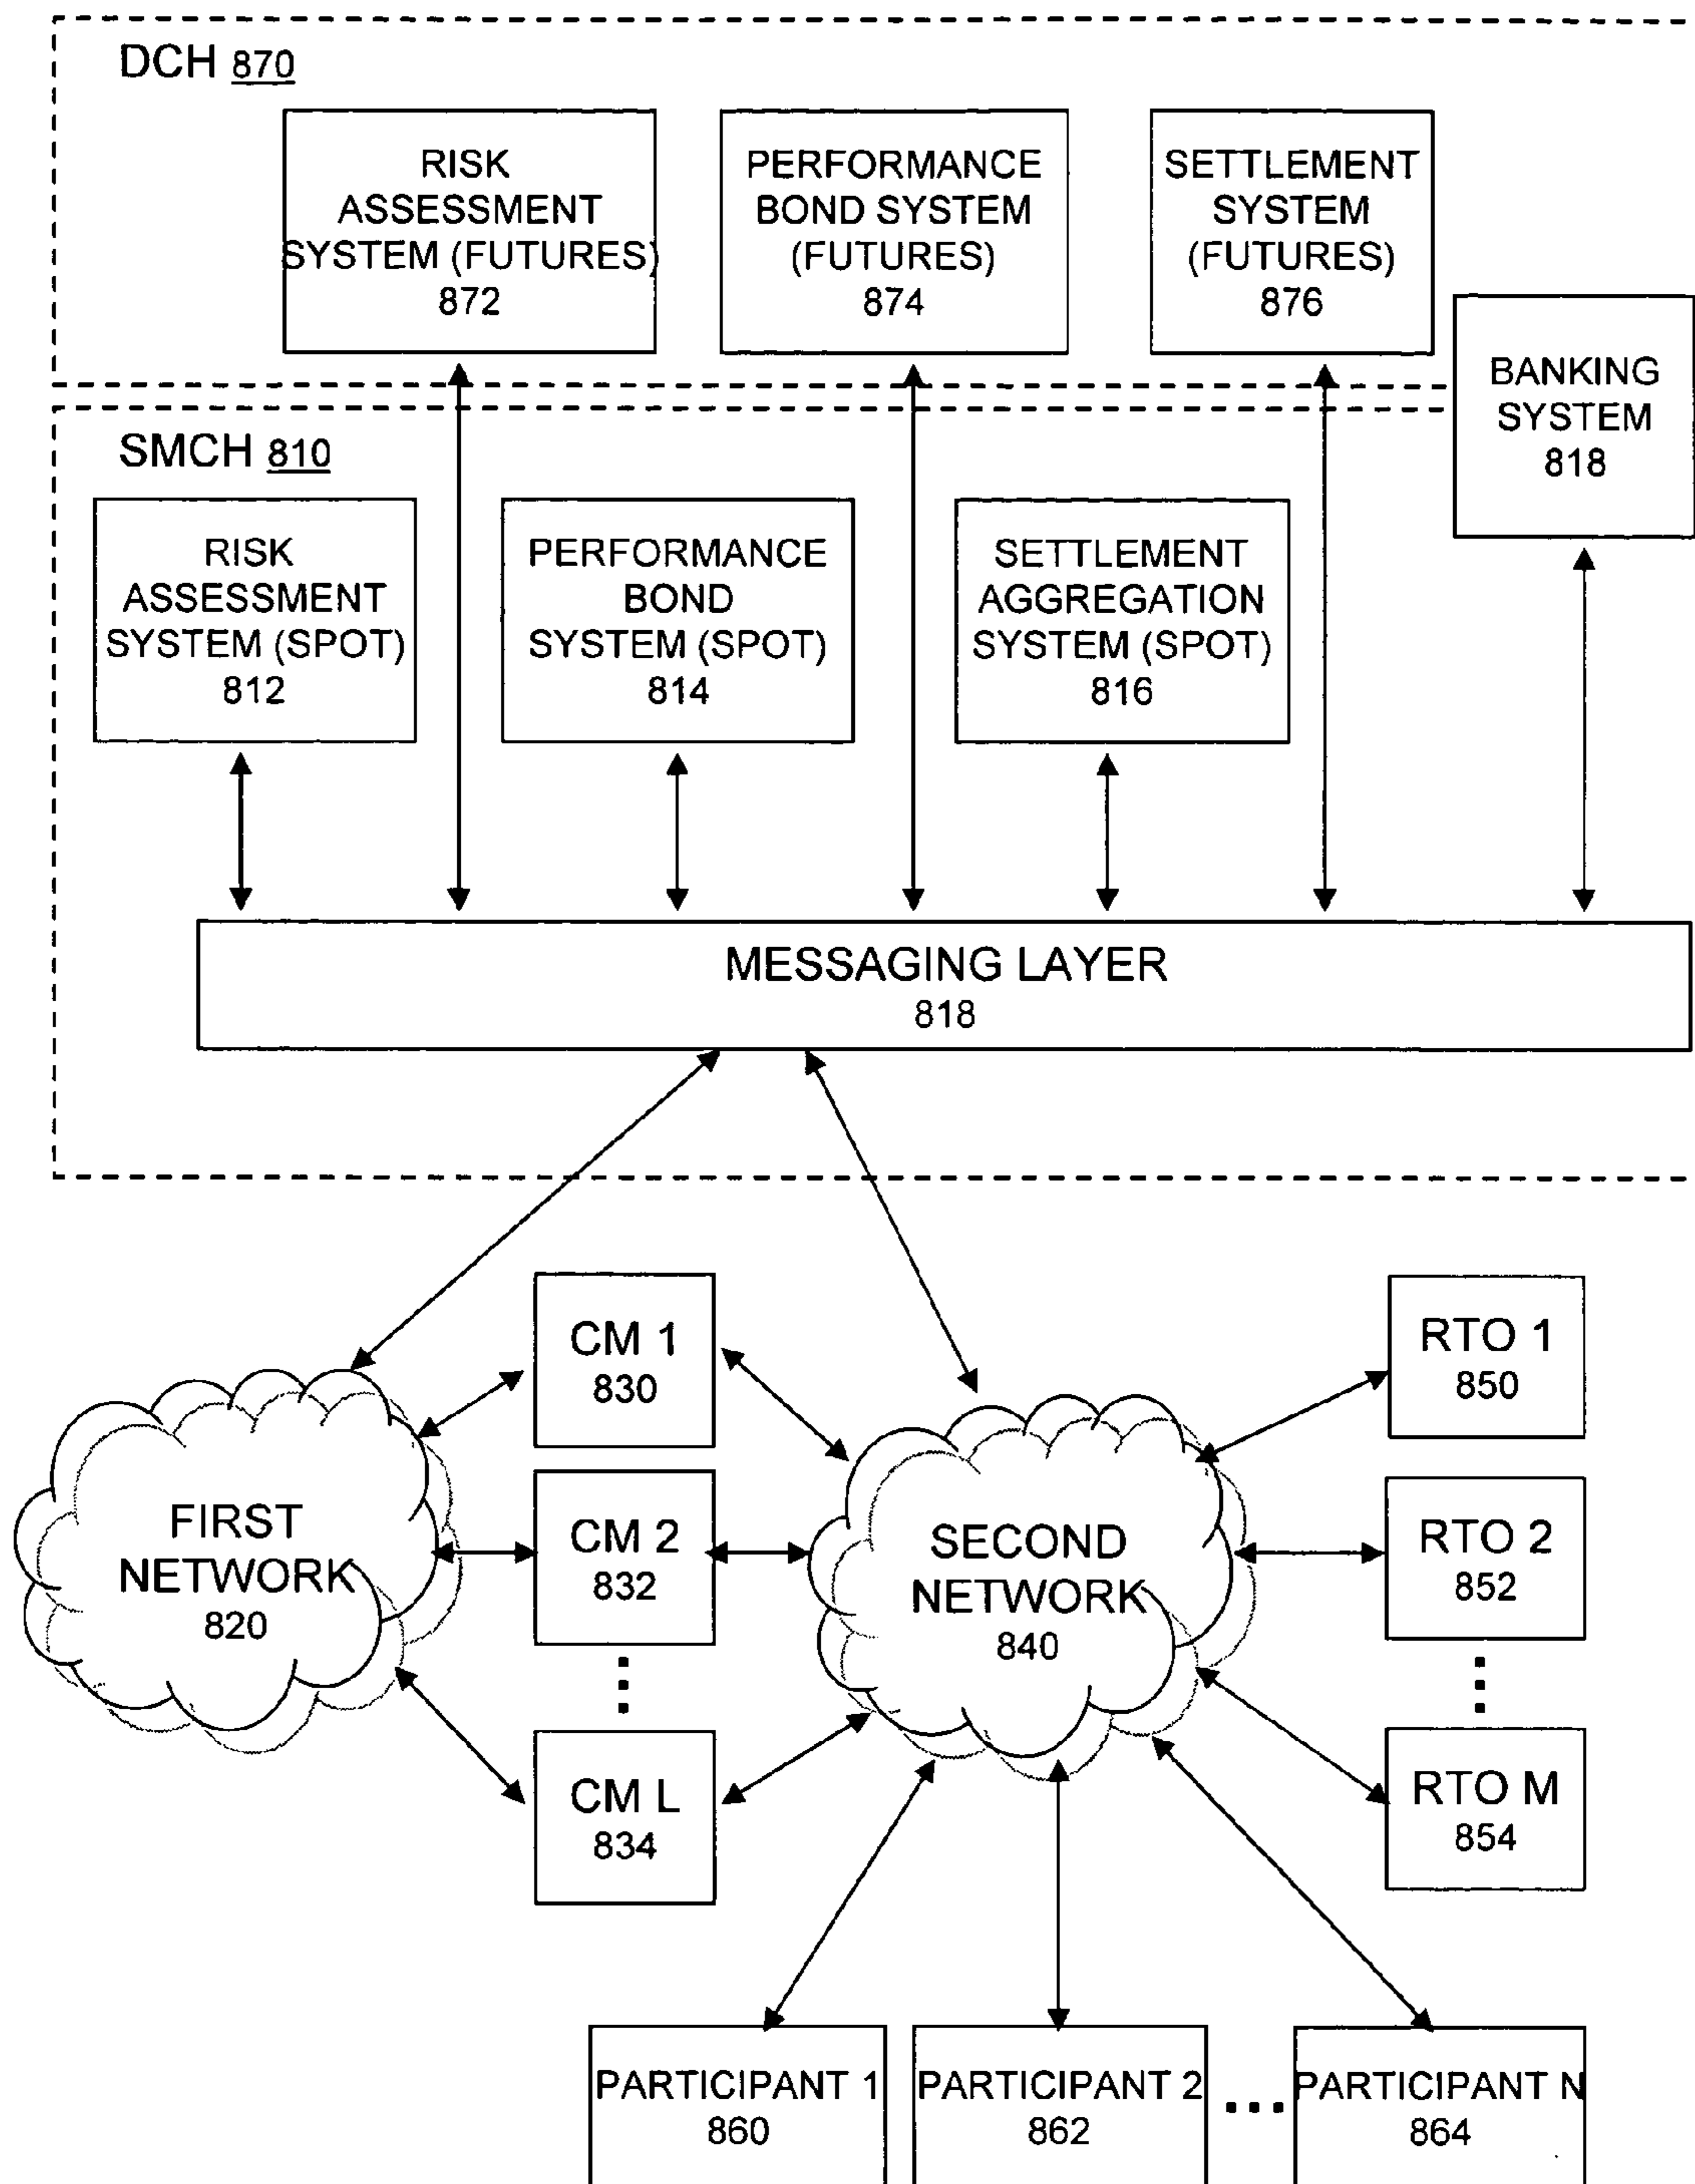 DCH 870
RISK
ASSESSMENT
SYSTEM (FUTURES)
872
PERFORMANCE
BOND SYSTEM
(FUTURES)
874
SETTLEMENT
SYSTEM
(FUTURES)
876
BANKING
SYSTEM
818
SMCH 810
RISK
ASSESSMENT
SYSTEM (SPOT)
812
PERFORMANCE
BOND
SYSTEM (SPOT)
814
SETTLEMENT
AGGREGATION
SYSTEM (SPOT)
816
MESSAGING LAYER
818
CM 1
830
RTO 1
850
FIRST
NETWORK
820
CM 2
832
SECOND
NETWORK
840
RTO 2
852
CM L
834
RTO M
854
PARTICIPANT 1
860
PARTICIPANT 2
862
PARTICIPANT N
864